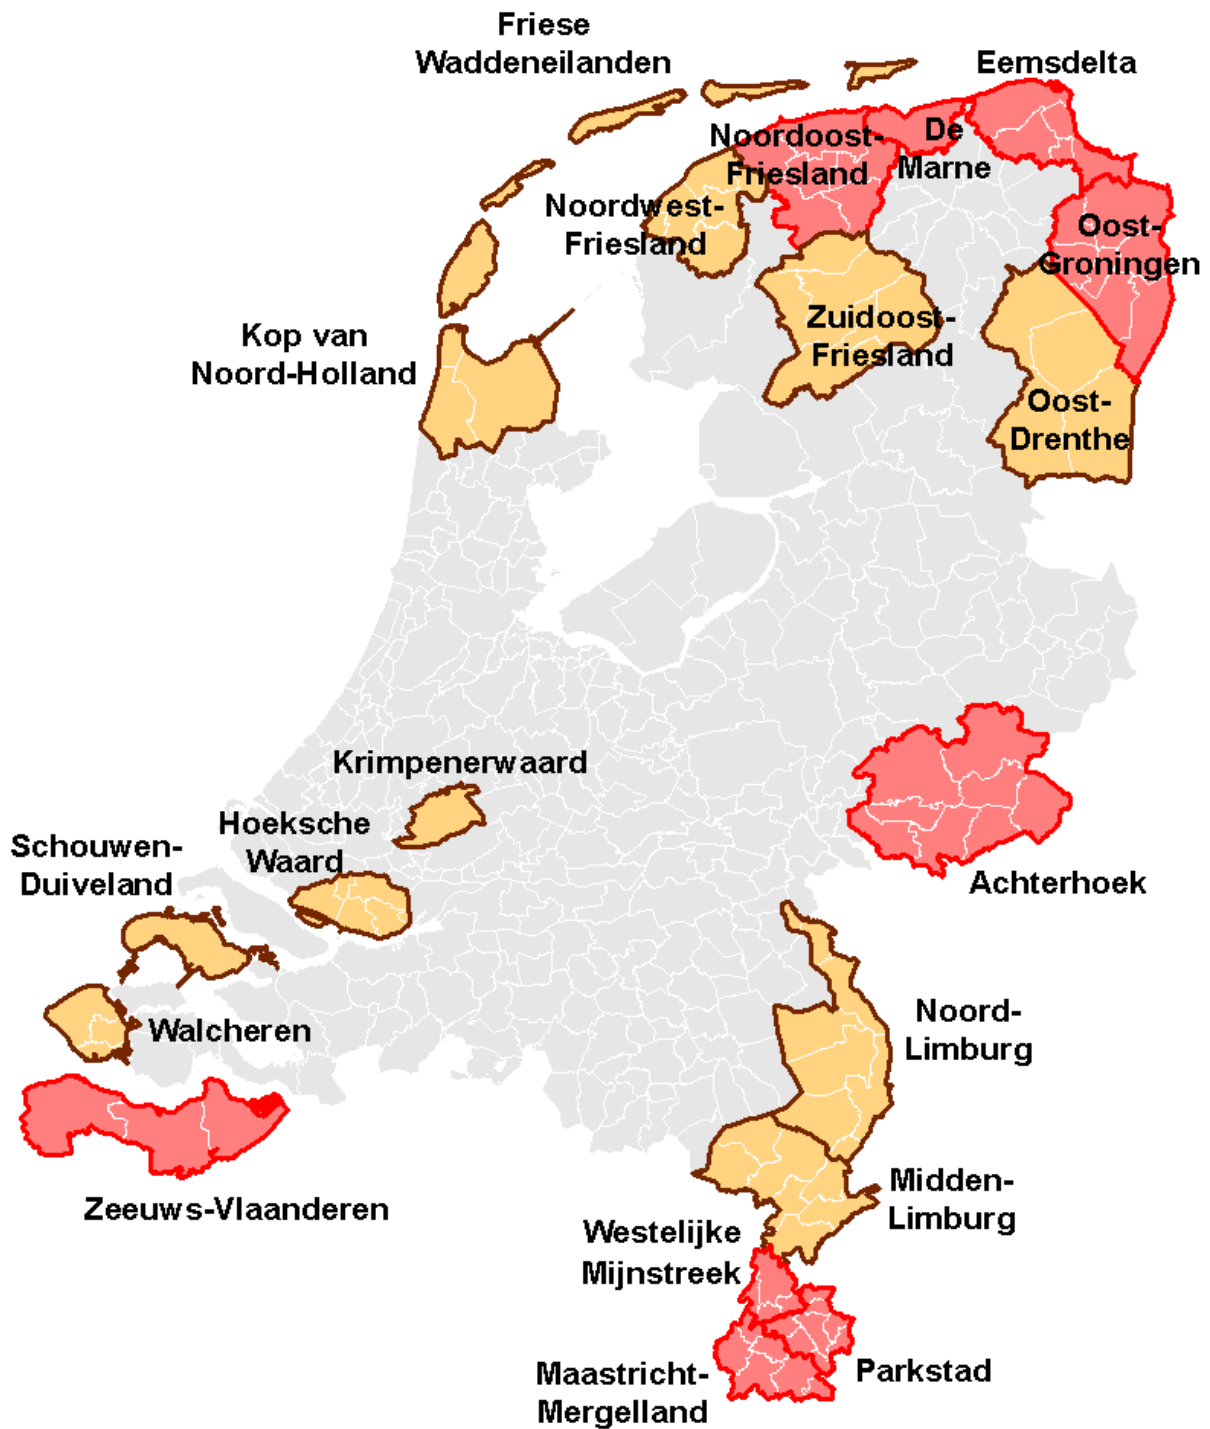 Friese
Waddeneilanden
Eemsdelta
Noordoost-
Friesland
De
Marne
Noordwest-
Friesland
Oost-
Groningen
Zuidoost-
Friesland
Kop van
Noord-Holland
Oost-
Drenthe
Krimpenerwaard
Hoeksche
Waard
Schouwen-
Duiveland
Achterhoek
Walcheren
Noord-
Limburg
Zeeuws-Vlaanderen
Midden-
Limburg
Westelijke
Mijnstreek
Maastricht-
Mergelland
Parkstad